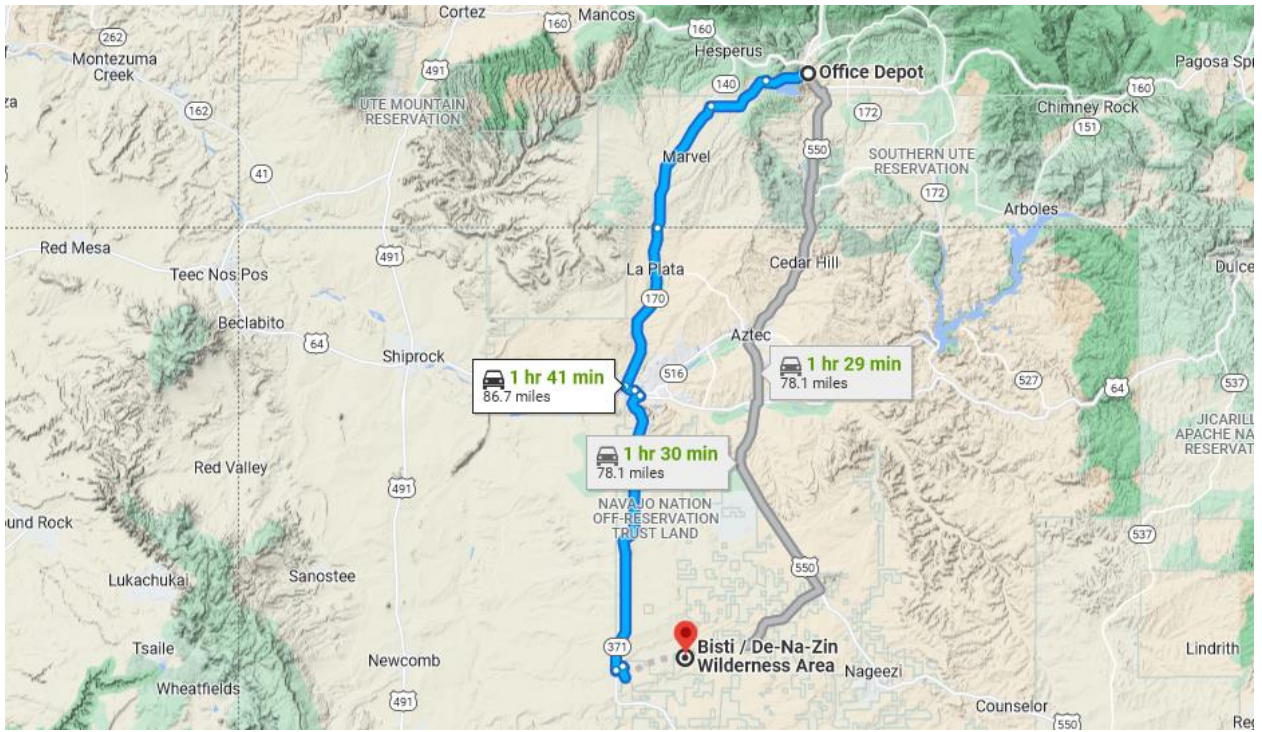 Cortez
Mancos
160
262
160
Montezuma
Creek
Hesperus
Office Depot
Pagosa Spr
491
140
160
UTE MOUNTAIN
RESERVATION
162
172
Chimney Rock
151
550
Marvel
SOUTHERN UTE
RESERVATION
41
172
Arboles
Red Mesa
491
Teec Nos Pos
La Plata
Cedar Hill
Dulce
170
Beclabito
64
Shiprock
Aztec
516
1 hr 29 min
78.1 miles
1 hr 41 min
86.7 miles
527
64
537
JICARILL
APACHE NA
RESERVAT
1 hr 30 min
78.1 miles
Red Valley
491
NAVAJO NATION
OFF-RESERVATION
TRUST LAND
ound Rock
537
Lukachukai
Sanostee
550
Tsaile
371
Bisti / De-Na-Zin
Wilderness Area
Newcomb
Nageezi
Lindrith
Wheatfields
491
Counselor
550
Reg